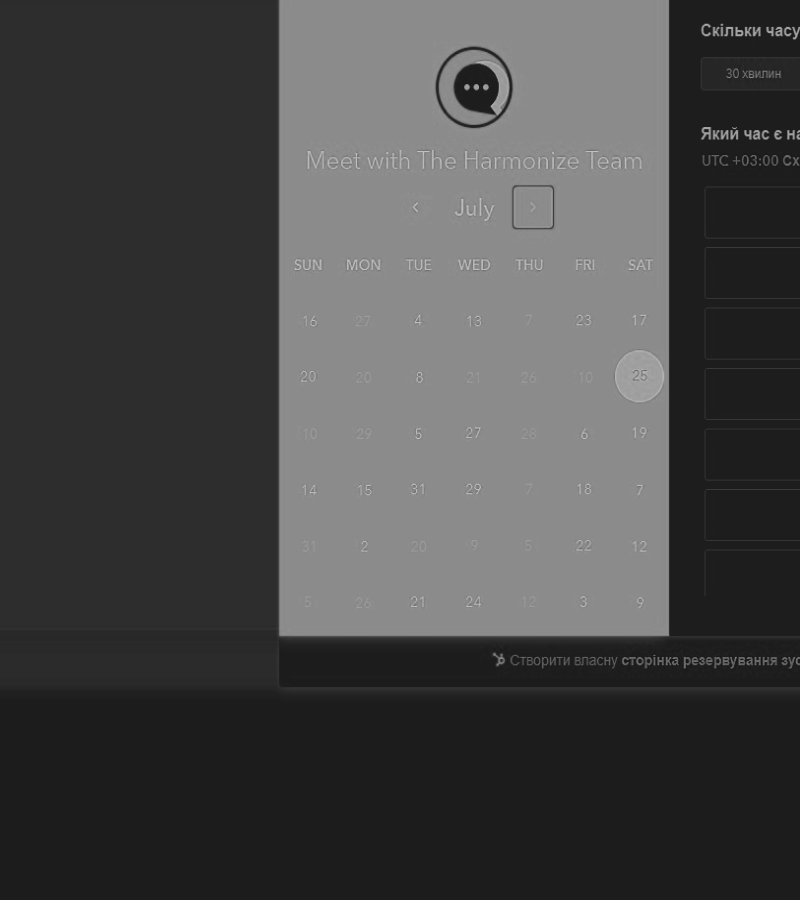 Meet with The Harmonize Team
July
SUN MON TUE WED THU FRI SAT
16 27 4 13 7 23 17
20 20 8 21 26 10 25
10 29 5 27 28 6 19
14 15 31 29 7 18 7
31 2 20 9 5 22 12
5 26 21 24 12 3 9
Скільки часу
30 хвилин
Який час є на
UTC +03:00 Сх
Створити власну сторінка резервування зус